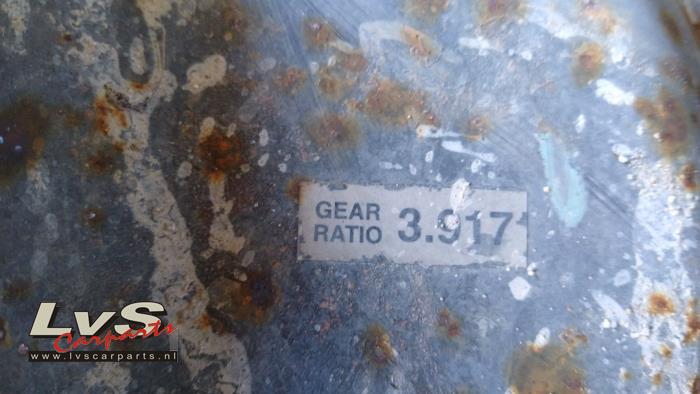 GEAR
RATIO 3.917
LvS
Carparts
www.lvscarparts.nl